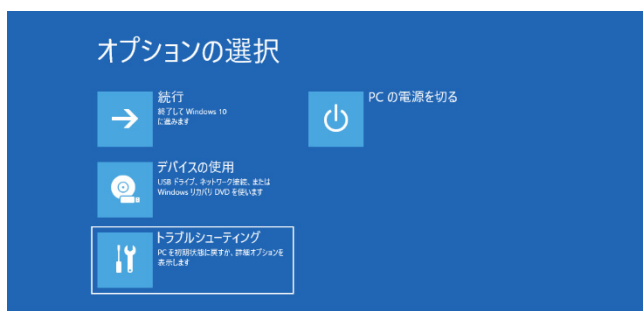 オプションの選択
続行
終了して Windows 10
に進みます
PC の電源を切る
デバイスの使用
USB ドライブ、ネットワーク接続、または
Windows リカバリ DVD を使います
トラブルシューティング
PC を初期状態に戻すか、詳細オプションを
表示します